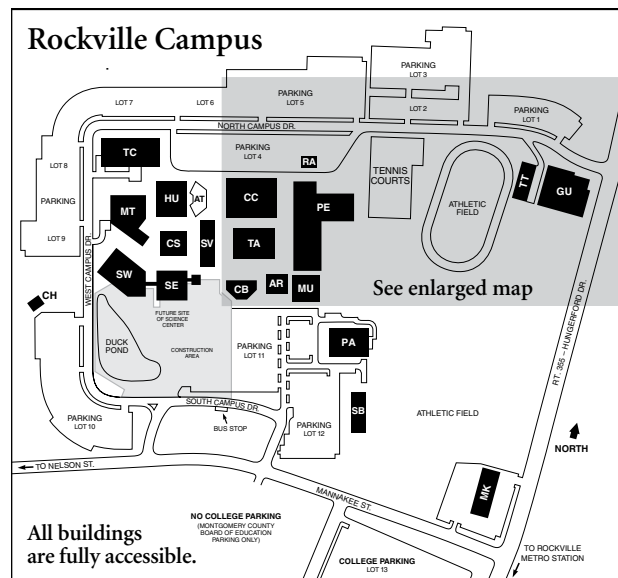 Rockville Campus
PARKING
LOT 3
PARKING
LOT 5
LOT 7
LOT 6
LOT 2
PARKING
LOT 1
NORTH CAMPUS DR.
TC
PARKING
LOT 4
RA
LOT 8
PARKING
LOT 9
TENNIS
COURTS
TT
GU
HU
AT
CC
PE
ATHLETIC
FIELD
MT
CS
SV
TA
WEST CAMPUS DR.
SW
SE
CB
AR
MU
See enlarged map
CH
FUTURE SITE
OF SCIENCE
CENTER
DUCK
POND
CONSTRUCTION
AREA
PARKING
LOT 11
PA
RT. 355 – HUNGERFORD DR.
SOUTH CAMPUS DR.
PARKING
LOT 10
BUS STOP
PARKING
LOT 12
SB
ATHLETIC FIELD
NORTH
TO NELSON ST.
MANNAKEE ST.
MK
NO COLLEGE PARKING
(MONTGOMERY COUNTY
BOARD OF EDUCATION
PARKING ONLY)
All buildings
are fully accessible.
COLLEGE PARKING
LOT 13
TO ROCKVILLE
METRO STATION